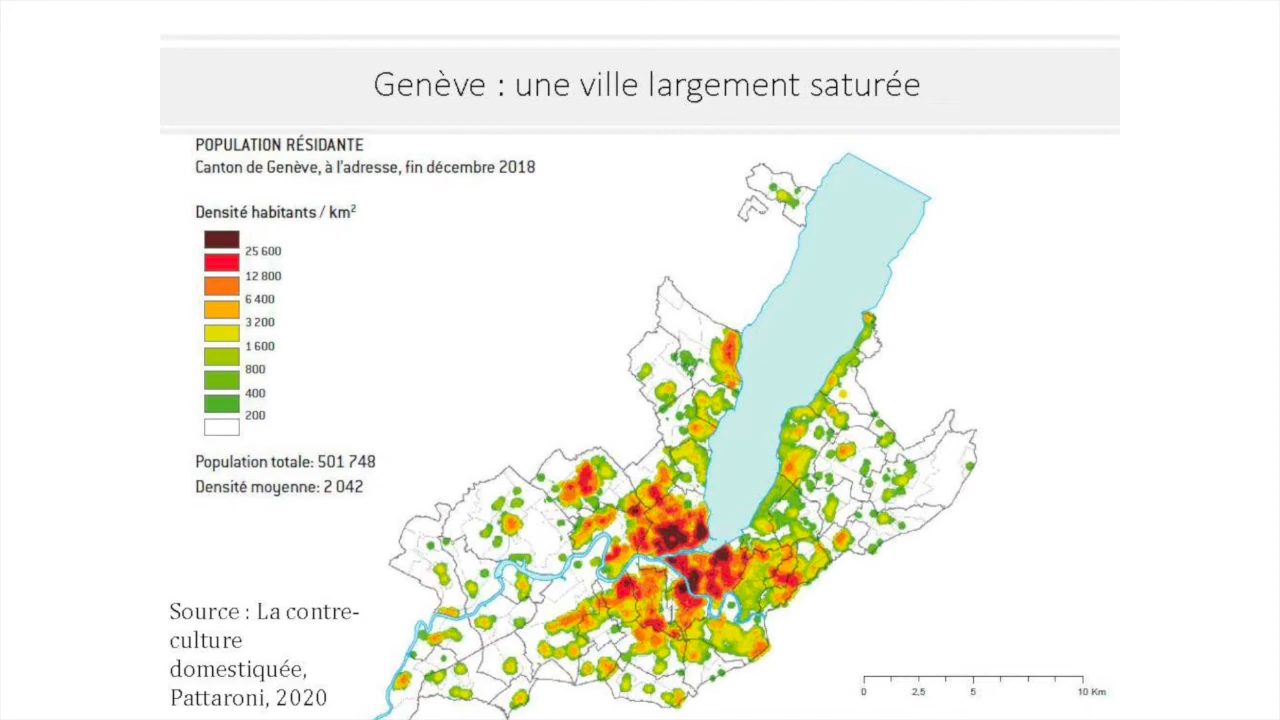 Genève : une ville largement saturée
POPULATION RÉSIDANTE
Canton de Genève, à l'adresse, fin décembre 2018
Densité habitants / km²
25 600
12 800
6 400
3 200
1 600
800
400
200
Population totale: 501 748
Densité moyenne: 2 042
Source : La contre-
culture
domestiquée,
Pattaroni, 2020
0 2,5 5 10 Km